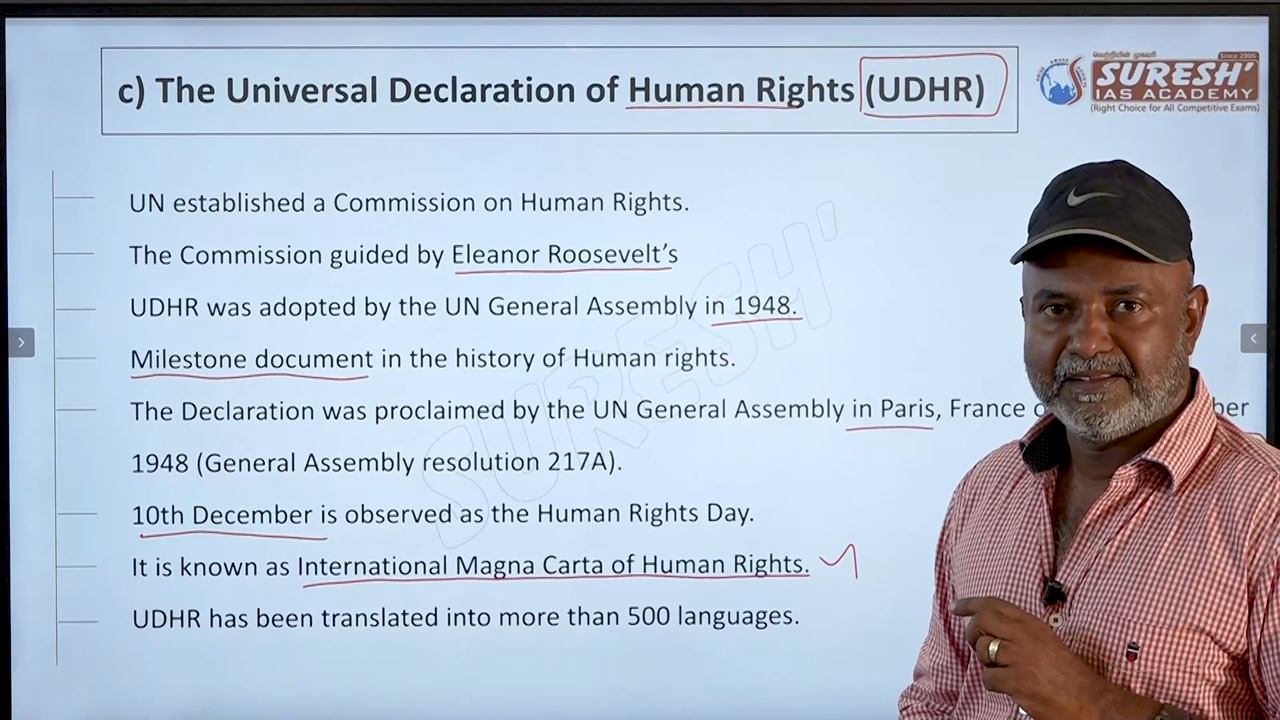 c) The Universal Declaration of Human Rights (UDHR)
Since 2006
SURESH'
IAS ACADEMY
(Right Choice for All Competitive Exams)
UN established a Commission on Human Rights.
The Commission guided by Eleanor Roosevelt's
UDHR was adopted by the UN General Assembly in 1948.
Milestone document in the history of Human rights.
The Declaration was proclaimed by the UN General Assembly in Paris, France
1948 (General Assembly resolution 217A).
10th December is observed as the Human Rights Day.
It is known as International Magna Carta of Human Rights.
UDHR has been translated into more than 500 languages.
SURESH'